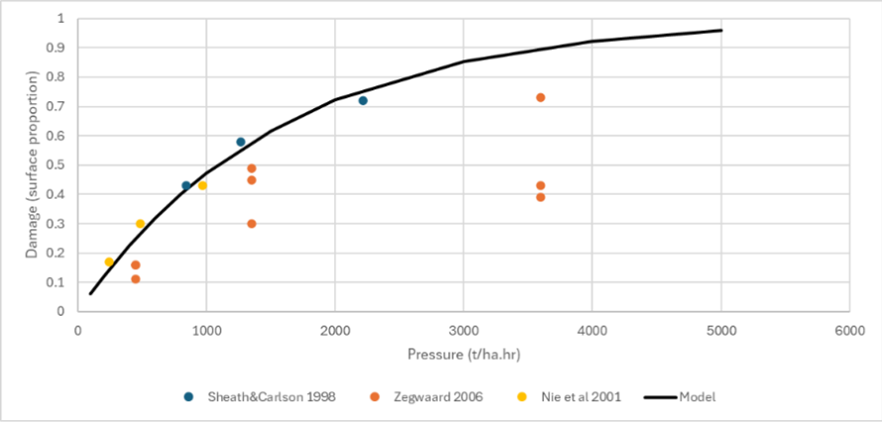 1
0.9
0.8
0.7
0.6
0.5
0.4
0.3
0.2
0.1
0
Damage (surface proportion)
0 1000 2000 3000 4000 5000 6000
Pressure (t/ha.hr)
Sheath&Carlson 1998 Zegwaard 2006 Nie et al 2001 Model